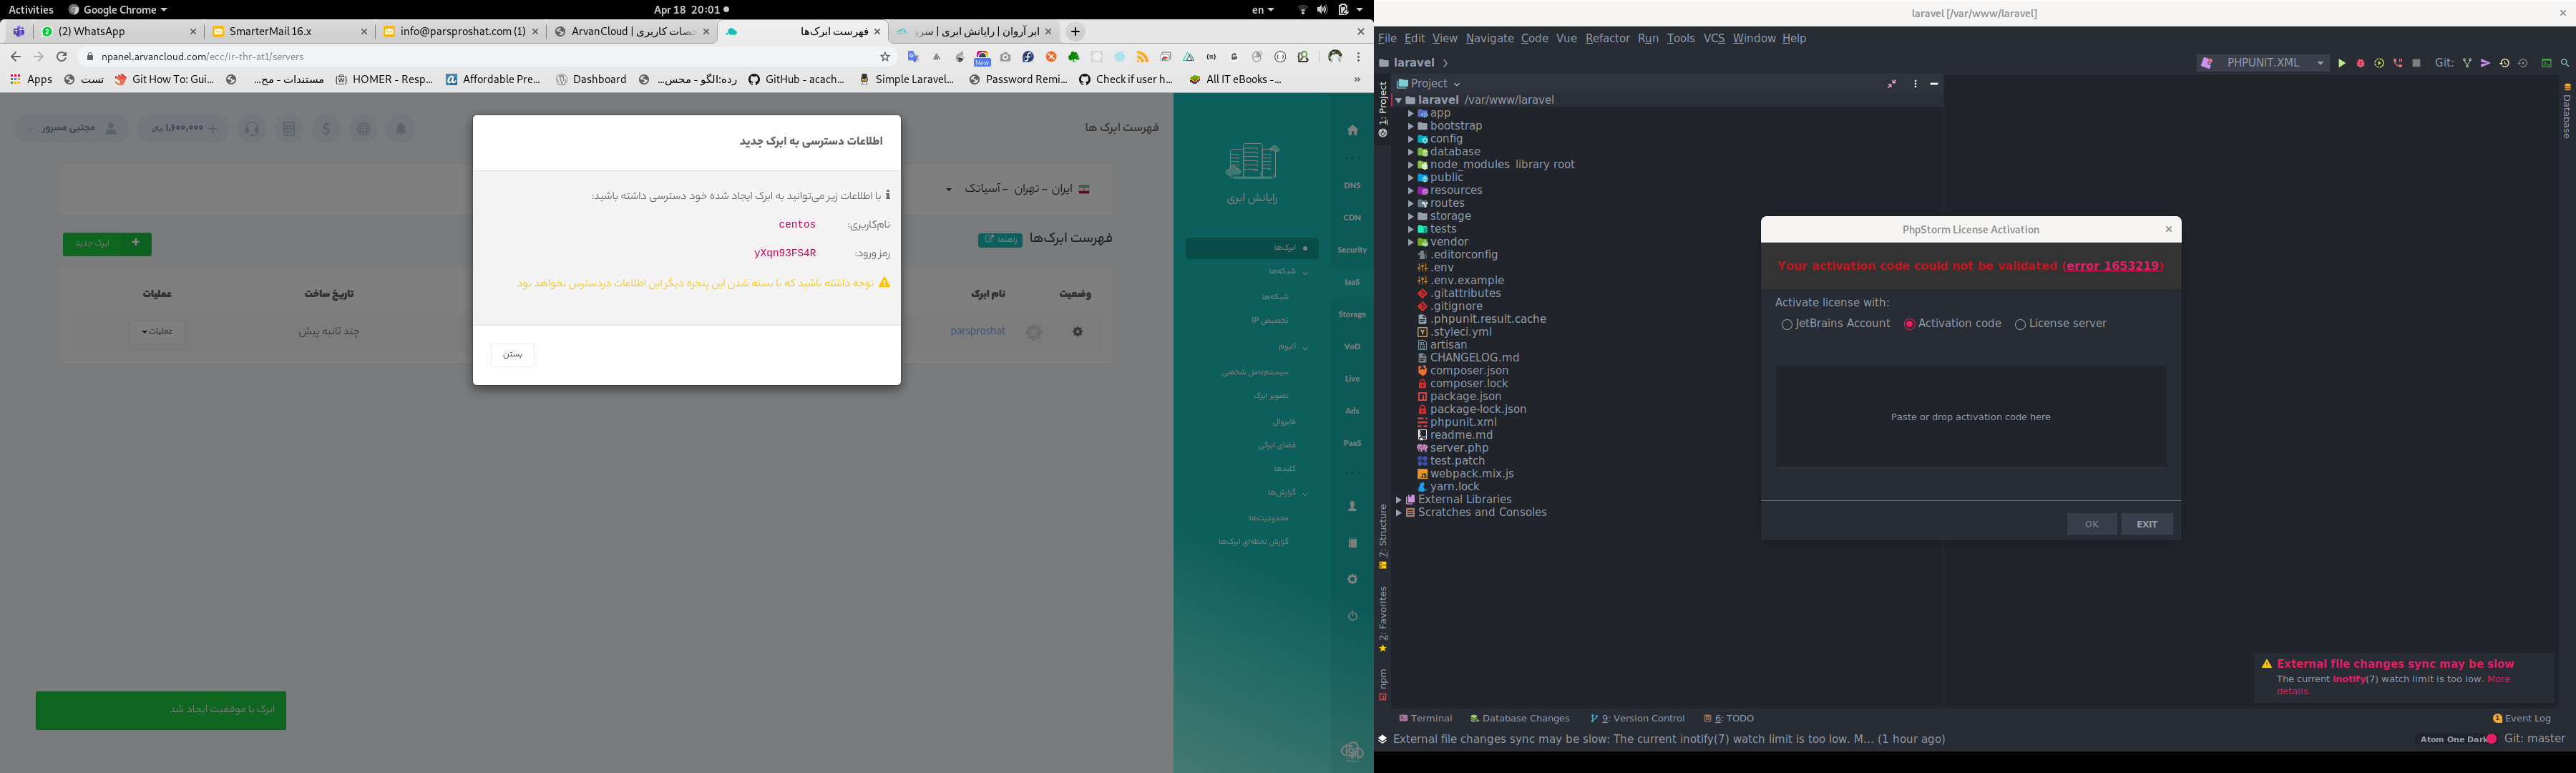 Activities
Google Chrome
Apr 18 20:01
en
(2) WhatsApp
SmarterMail 16.x
info@parsproshat.com (1)
ArvanCloud | مشخصات کاربری
فهرست ابرک‌ها
ابر آروان | رایانش ابری | سرو
npanel.arvancloud.com/ecc/ir-thr-at1/servers
New
Apps
تست
Git How To: Gui...
مستندات - مح...
HOMER - Resp...
Affordable Pre...
Dashboard
رده:الگو - محس...
GitHub - acach...
Simple Laravel...
Password Remi...
Check if user h...
All IT eBooks -...
»
مجتبی مسرور
۱,۶۰۰,۰۰۰ ریال
فهرست ابرک ها
ایران - تهران - آسیاتک
فهرست ابرک‌ها
راهنما
ابرک جدید
وضعیت
نام ابرک
تاریخ ساخت
عملیات
parsproshat
چند ثانیه پیش
عملیات
اطلاعات دسترسی به ابرک جدید
با اطلاعات زیر می‌توانید به ابرک ایجاد شده خود دسترسی داشته باشید:
نام‌کاربری: centos
رمز ورود: yXqn93FS4R
توجه داشته باشید که با بسته شدن این پنجره دیگر این اطلاعات دردسترس نخواهد بود
بستن
ابرک با موفقیت ایجاد شد
رایانش ابری
ابرک‌ها
شبکه‌ها
شبکه‌ها
تخصیص IP
آلبوم
سیستم‌عامل شخصی
تصویر ابرک
فایروال
فضای ابرکی
کلیدها
گزارش‌ها
محدودیت‌ها
گزارش لحظه‌ای ابرک‌ها
DNS
CDN
Security
IaaS
Storage
VoD
Live
Ads
PaaS
laravel [/var/www/laravel]
File Edit View Navigate Code Vue Refactor Run Tools VCS Window Help
laravel
PHPUNIT.XML
Git:
1: Project
7: Structure
2: Favorites
npm
Database
Project
laravel /var/www/laravel
app
bootstrap
config
database
node_modules library root
public
resources
routes
storage
tests
vendor
.editorconfig
.env
.env.example
.gitattributes
.gitignore
.phpunit.result.cache
.styleci.yml
artisan
CHANGELOG.md
composer.json
composer.lock
package.json
package-lock.json
phpunit.xml
readme.md
server.php
test.patch
webpack.mix.js
yarn.lock
External Libraries
Scratches and Consoles
PhpStorm License Activation
Your activation code could not be validated (error 1653219)
Activate license with:
JetBrains Account
Activation code
License server
Paste or drop activation code here
OK
EXIT
External file changes sync may be slow
The current inotify(7) watch limit is too low. More
details.
Terminal
Database Changes
9: Version Control
6: TODO
1 Event Log
External file changes sync may be slow: The current inotify(7) watch limit is too low. M... (1 hour ago)
Atom One Dark
Git: master